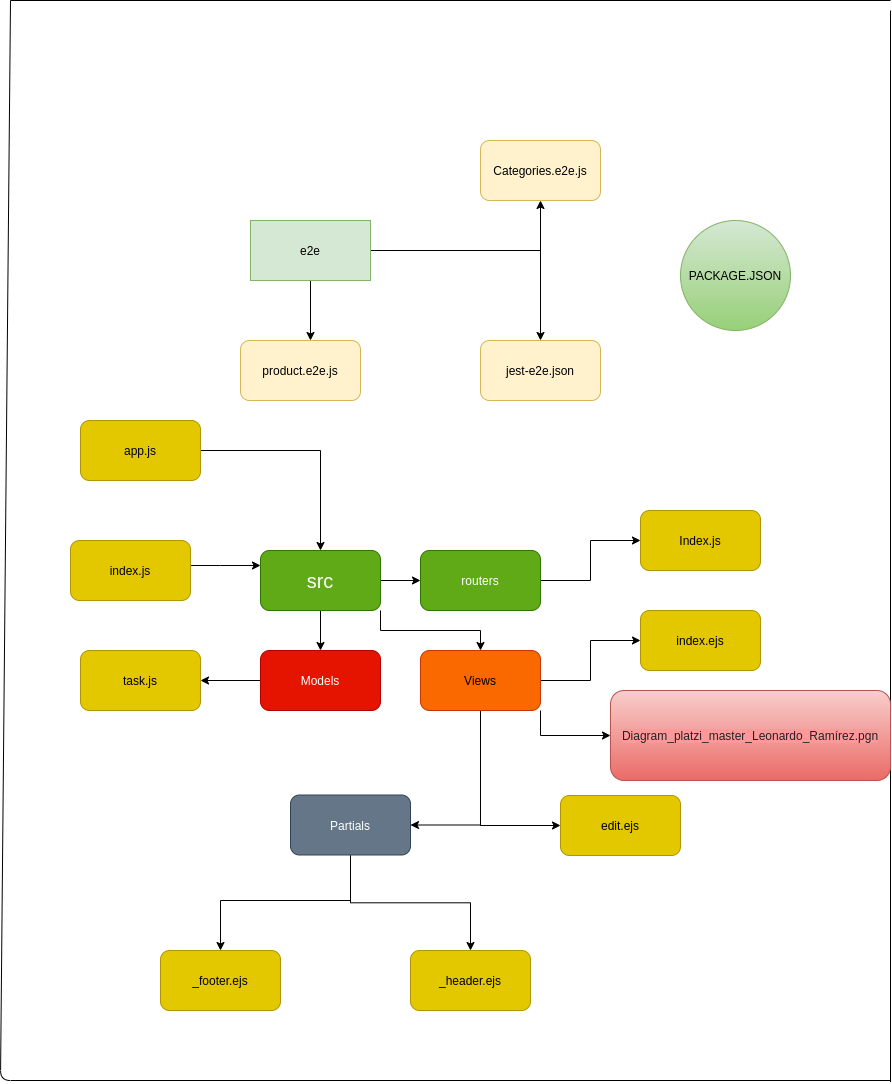 Categories.e2e.js
e2e
PACKAGE.JSON
product.e2e.js
jest-e2e.json
app.js
Index.js
index.js
src
routers
index.ejs
task.js
Models
Views
Diagram_platzi_master_Leonardo_Ramírez.pgn
Partials
edit.ejs
_footer.ejs
_header.ejs